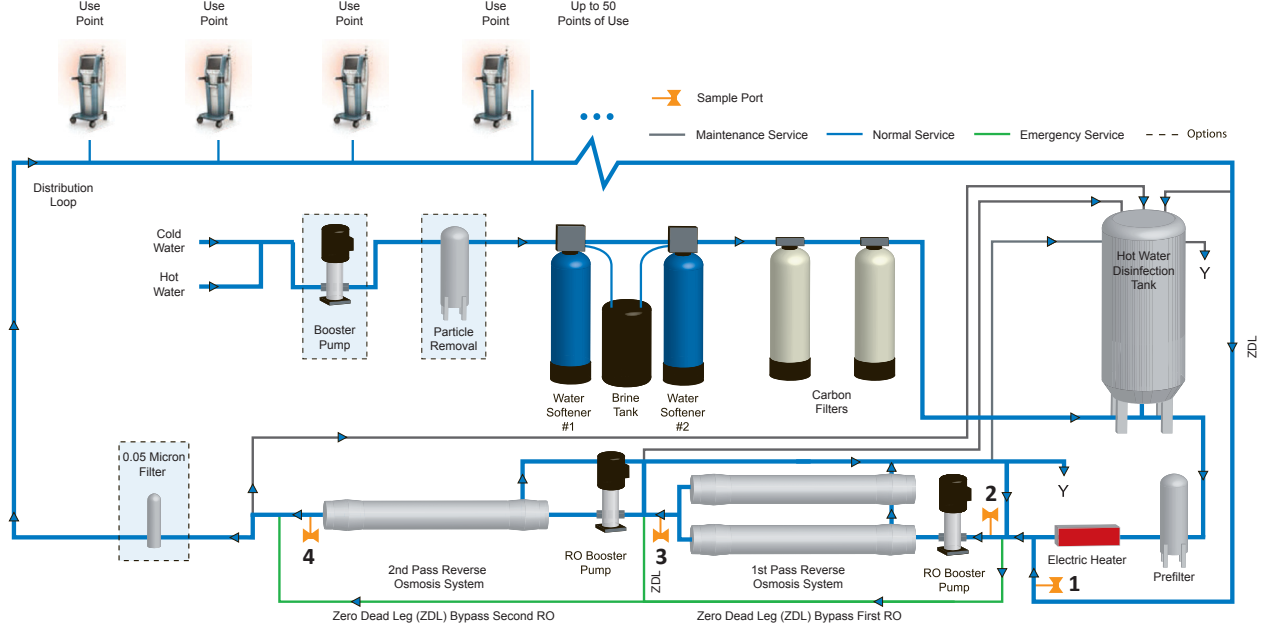 Use
Point
Use
Point
Use
Point
Use
Point
Up to 50
Points of Use
Sample Port
Maintenance Service
Normal Service
Emergency Service
Options
Distribution
Loop
Cold
Water
Hot
Water
Booster
Pump
Particle
Removal
Water
Softener
#1
Brine
Tank
Water
Softener
#2
Carbon
Filters
Hot Water
Disinfection
Tank
Y
ZDL
0.05 Micron
Filter
4
2nd Pass Reverse
Osmosis System
RO Booster
Pump
3
ZDL
1st Pass Reverse
Osmosis System
RO Booster
Pump
2
Y
Electric Heater
Prefilter
1
Zero Dead Leg (ZDL) Bypass Second RO
Zero Dead Leg (ZDL) Bypass First RO